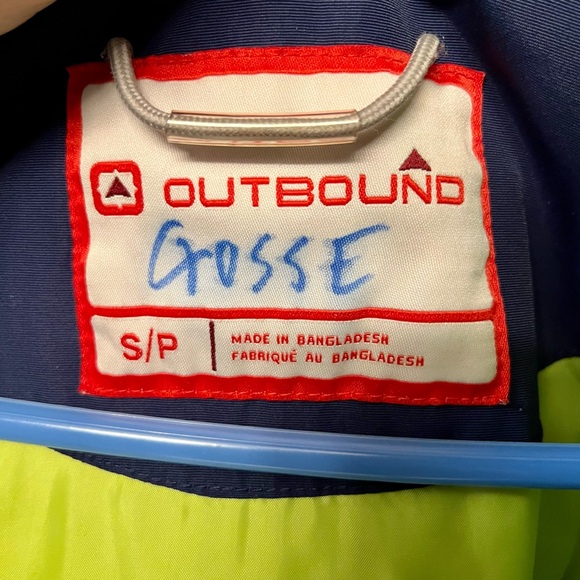 OUTBOUND
GOSSE
S/P
MADE IN BANGLADESH
FABRIQUÉ AU BANGLADESH